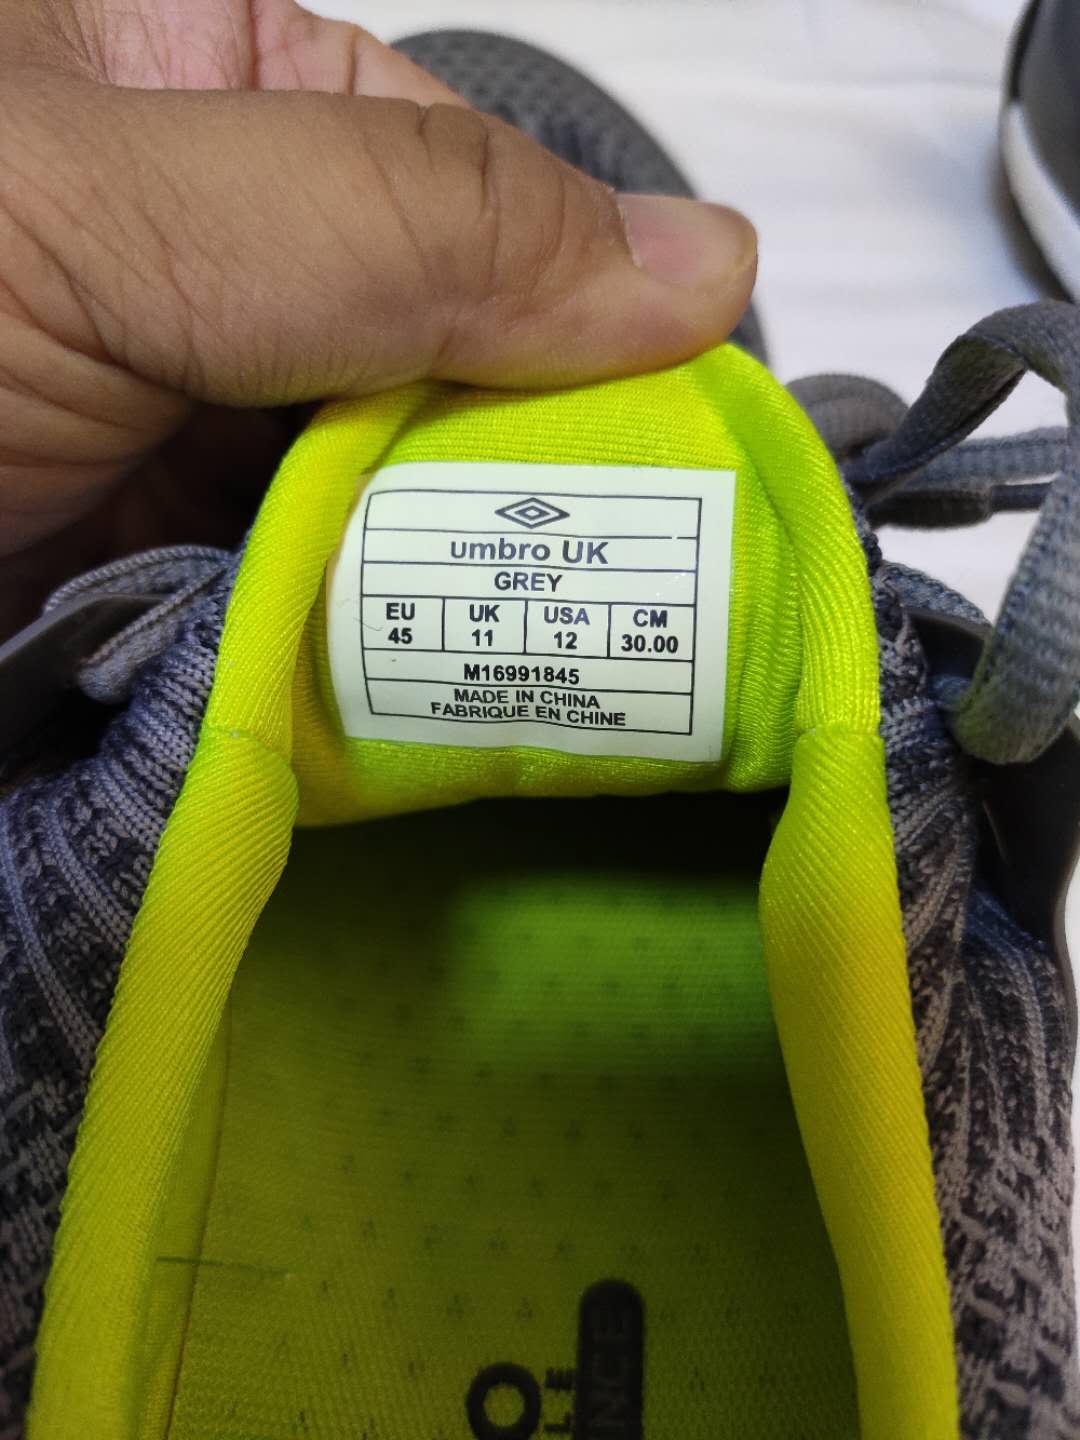 umbro UK
GREY
EU UK USA CM
45 11 12 30.00
M16991845
MADE IN CHINA
FABRIQUE EN CHINE